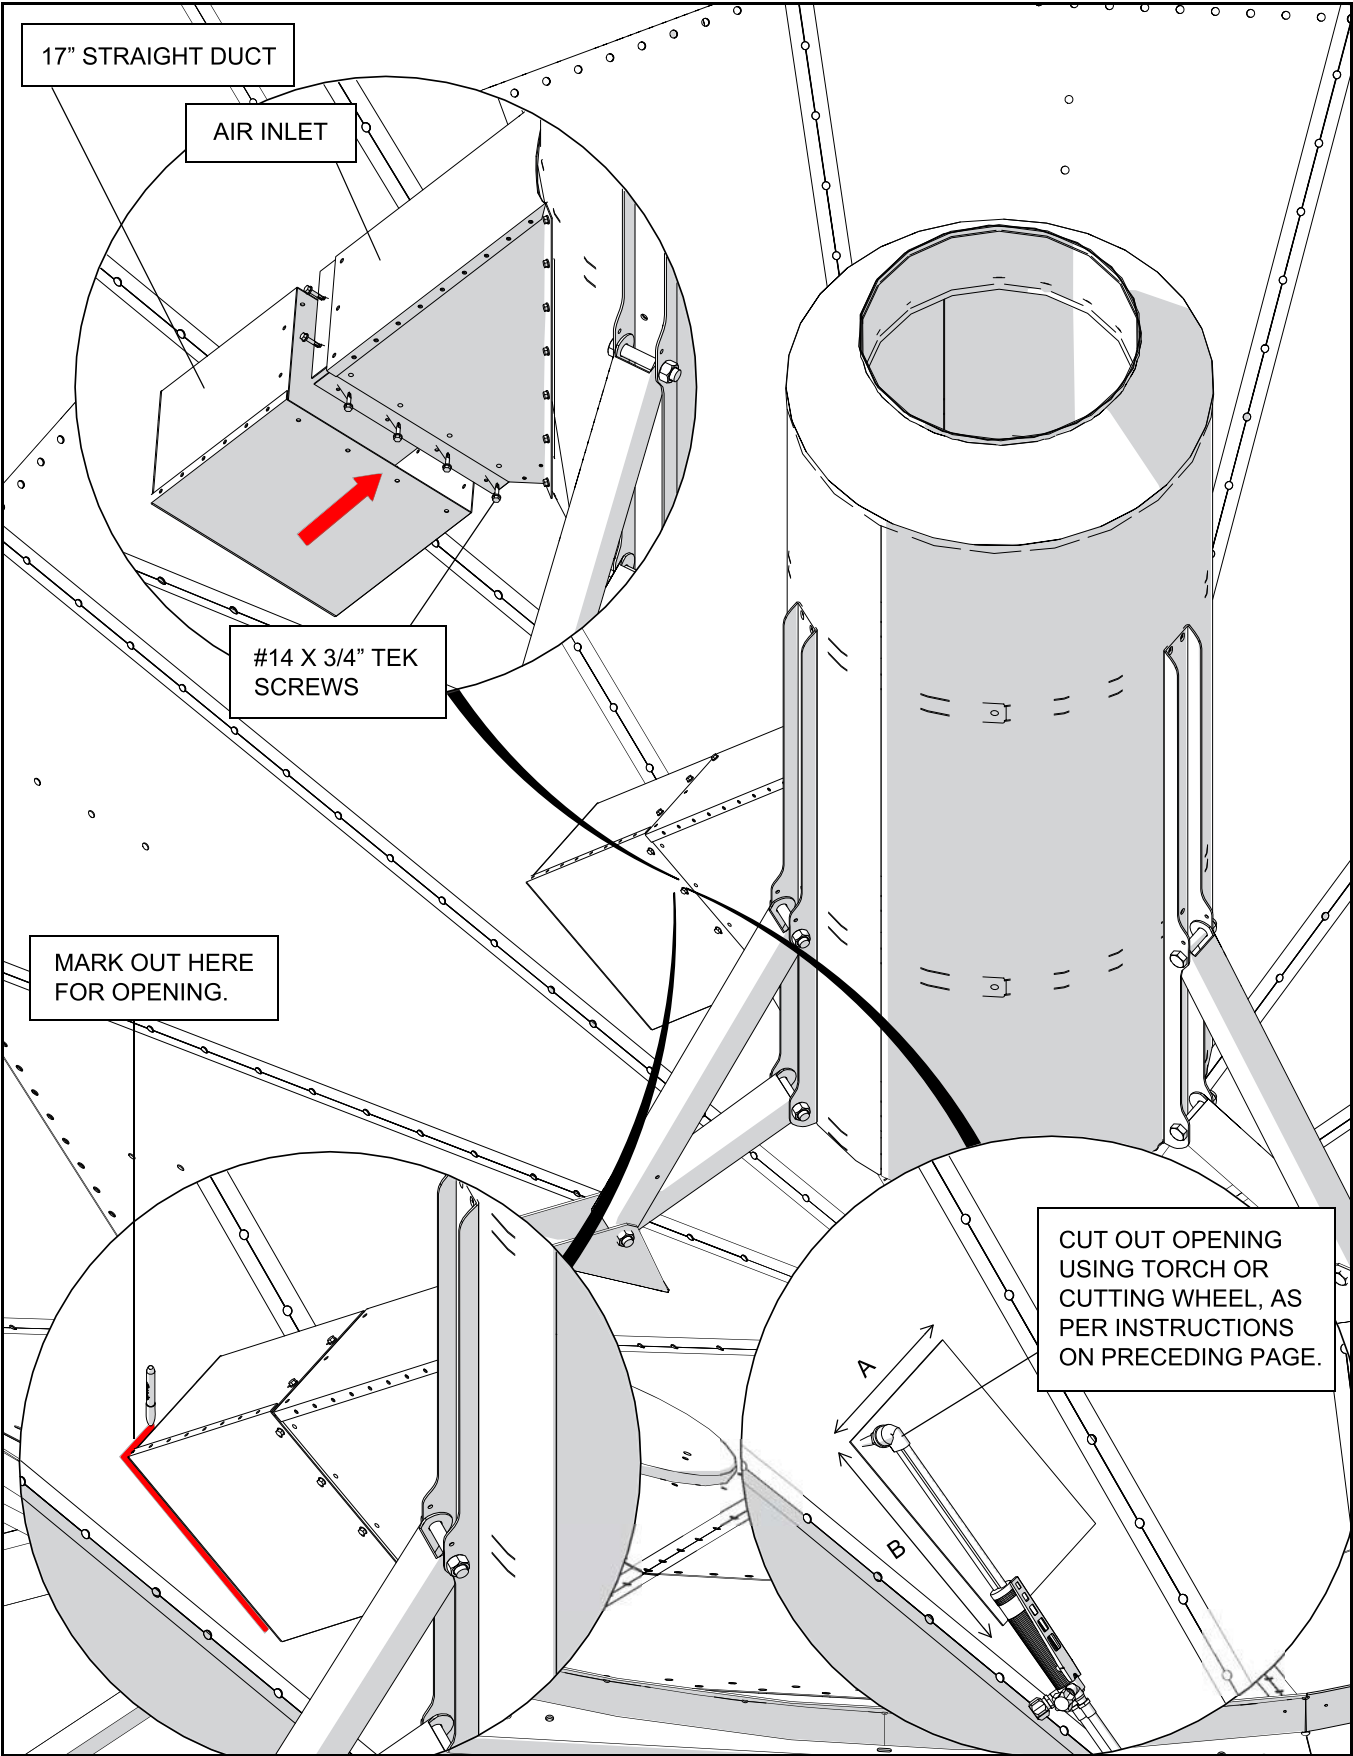 17” STRAIGHT DUCT
AIR INLET
#14 X 3/4” TEK
SCREWS
MARK OUT HERE
FOR OPENING.
CUT OUT OPENING
USING TORCH OR
CUTTING WHEEL, AS
PER INSTRUCTIONS
ON PRECEDING PAGE.
A
B